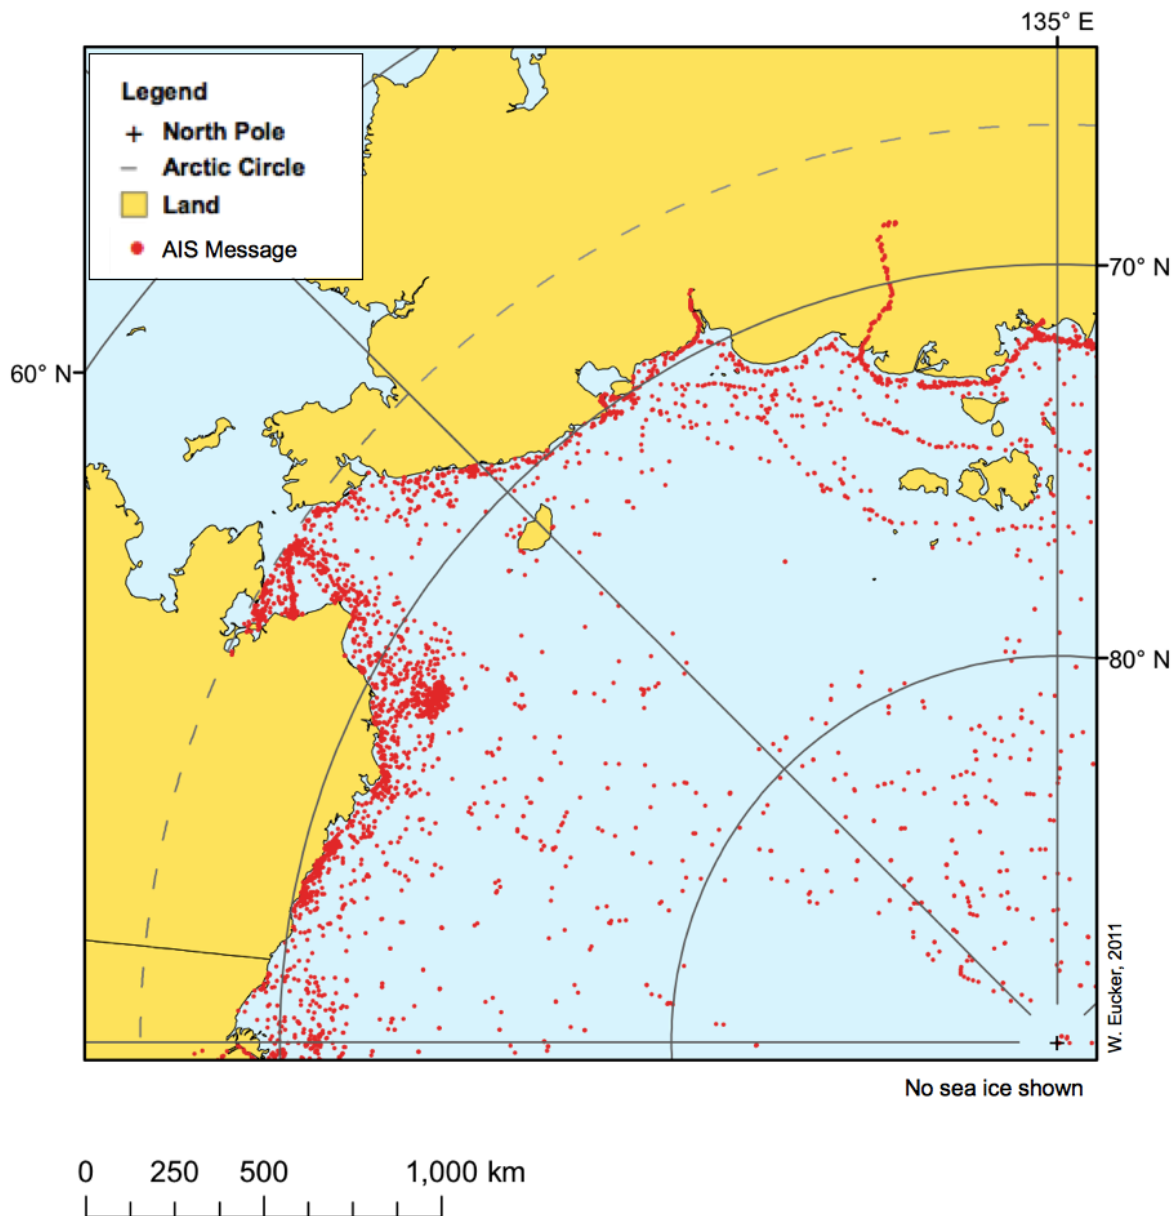 135° E
Legend
North Pole
Arctic Circle
Land
AIS Message
70° N
60° N
80° N
W. Eucker, 2011
No sea ice shown
0 250 500 1,000 km